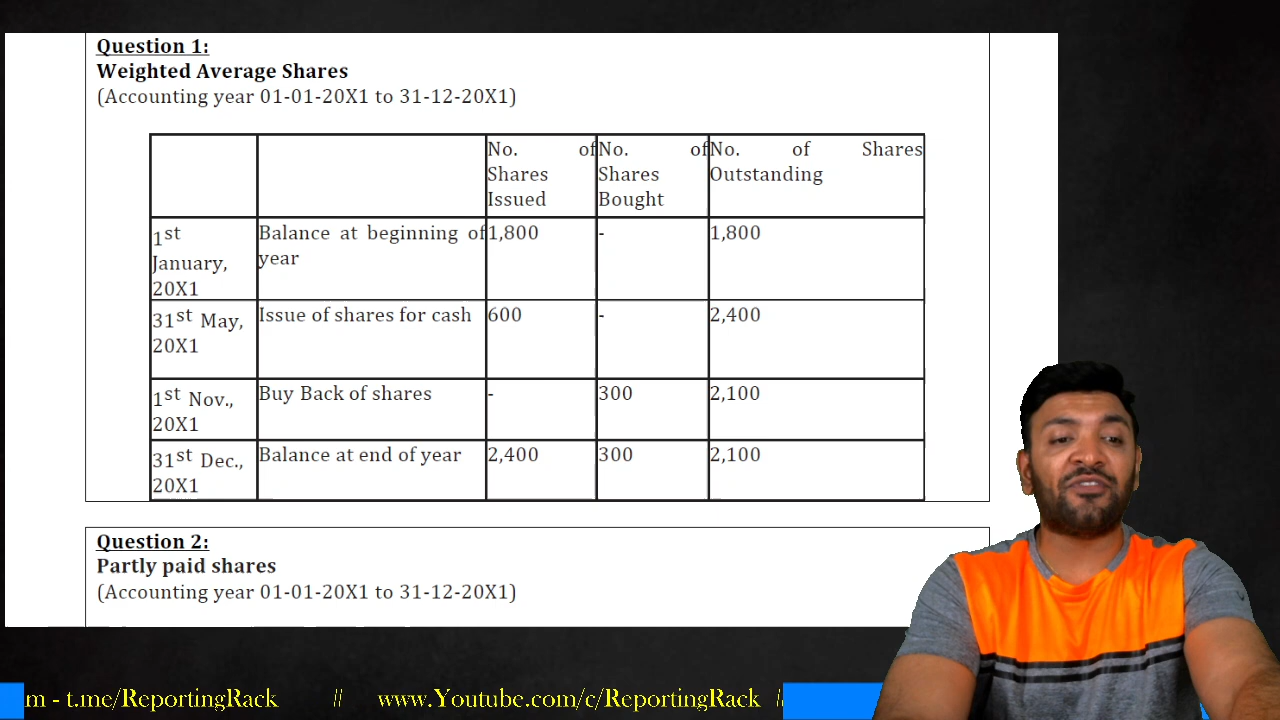 Question 1:
Weighted Average Shares
(Accounting year 01-01-20X1 to 31-12-20X1)
No. of Shares Issued
No. of Shares Bought
No. of Shares Outstanding
1st January, 20X1
Balance at beginning of year
1,800
-
1,800
31st May, 20X1
Issue of shares for cash
600
-
2,400
1st Nov., 20X1
Buy Back of shares
-
300
2,100
31st Dec., 20X1
Balance at end of year
2,400
300
2,100
Question 2:
Partly paid shares
(Accounting year 01-01-20X1 to 31-12-20X1)
m - t.me/ReportingRack // www.Youtube.com/c/ReportingRack //